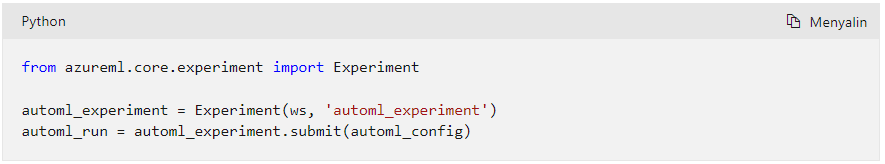 Python
Menyalin
from azureml.core.experiment import Experiment
automl_experiment = Experiment(ws, 'automl_experiment')
automl_run = automl_experiment.submit(automl_config)